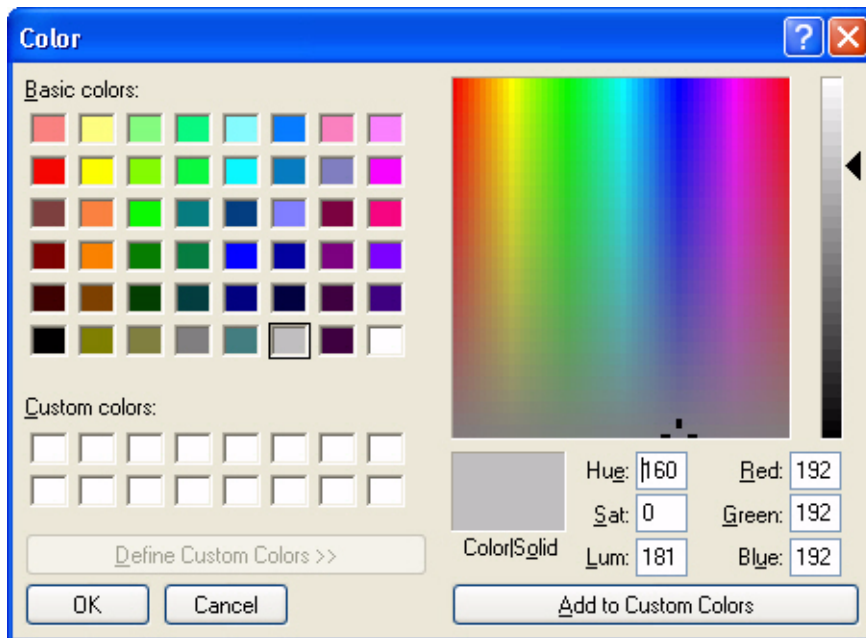 Color
Basic colors:
Custom colors:
Define Custom Colors >>
OK Cancel
Color|Solid
Hue: 160 Red: 192
Sat: 0 Green: 192
Lum: 181 Blue: 192
Add to Custom Colors